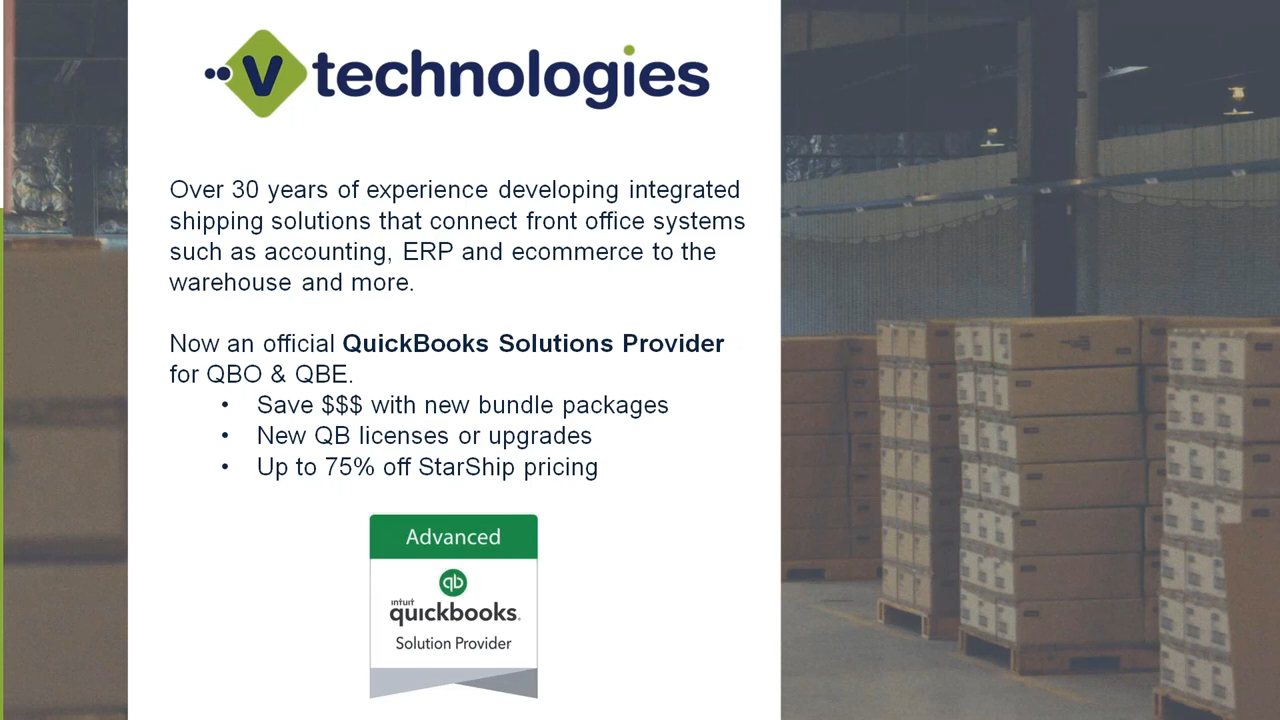 v technologies
Over 30 years of experience developing integrated
shipping solutions that connect front office systems
such as accounting, ERP and ecommerce to the
warehouse and more.
Now an official QuickBooks Solutions Provider
for QBO & QBE.
• Save $$$ with new bundle packages
• New QB licenses or upgrades
• Up to 75% off StarShip pricing
Advanced
qb
intuit
quickbooks.
Solution Provider